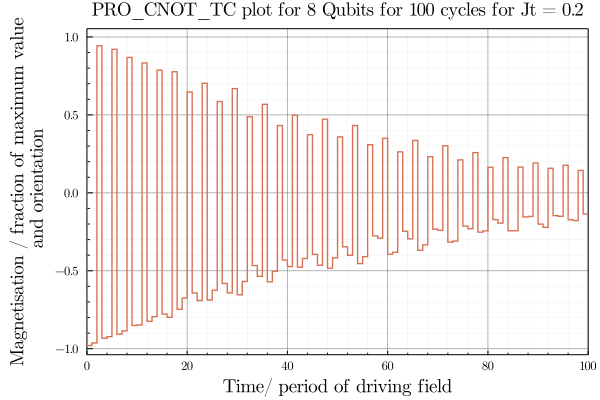 PRO_CNOT_TC plot for 8 Qubits for 100 cycles for Jt = 0.2
Magnetisation / fraction of maximum value
and orientation
1.0
0.5
0.0
−0.5
−1.0
0 20 40 60 80 100
Time/ period of driving field